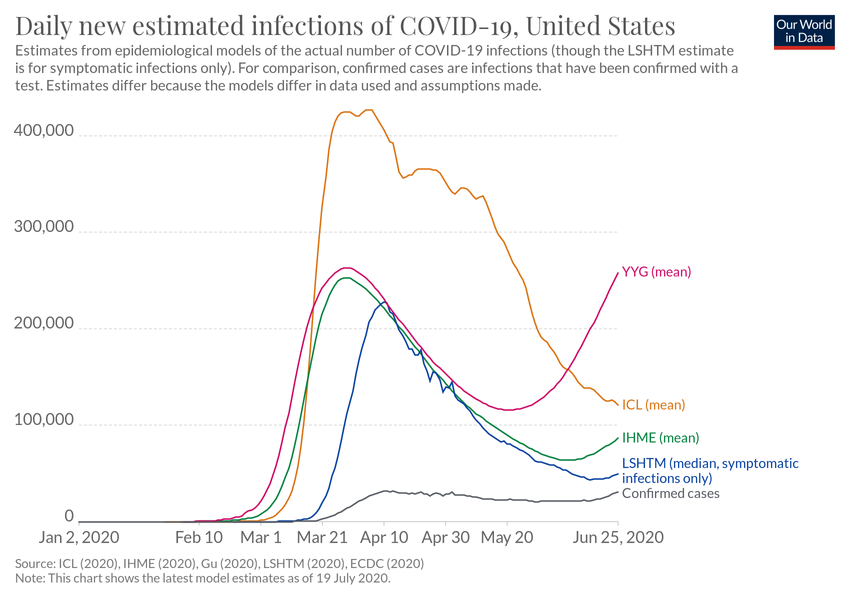 Daily new estimated infections of COVID-19, United States
Our World
in Data
Estimates from epidemiological models of the actual number of COVID-19 infections (though the LSHTM estimate
is for symptomatic infections only). For comparison, confirmed cases are infections that have been confirmed with a
test. Estimates differ because the models differ in data used and assumptions made.
400,000
300,000
200,000
100,000
0
YYG (mean)
ICL (mean)
IHME (mean)
LSHTM (median, symptomatic
infections only)
Confirmed cases
Jan 2, 2020 Feb 10 Mar 1 Mar 21 Apr 10 Apr 30 May 20 Jun 25, 2020
Source: ICL (2020), IHME (2020), Gu (2020), LSHTM (2020), ECDC (2020)
Note: This chart shows the latest model estimates as of 19 July 2020.